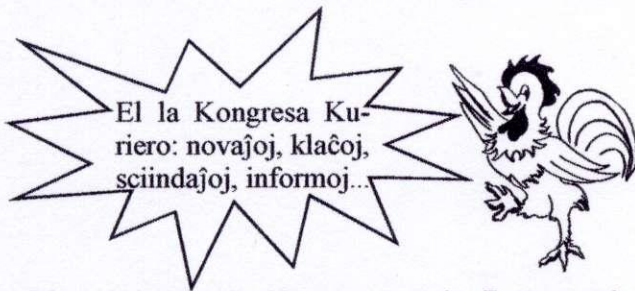 El la Kongresa Ku-
riero: novaĵoj, klaĉoj,
sciindaĵoj, informoj...